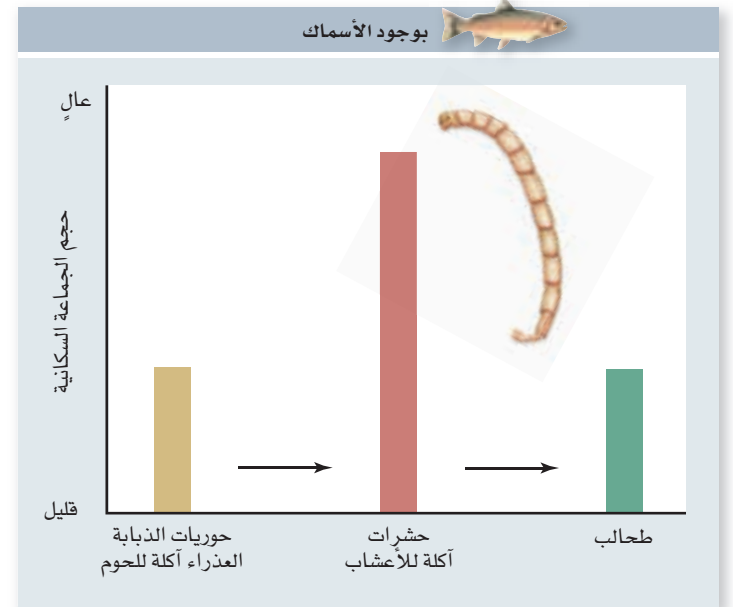 بوجود الأسماك
عالٍ
حجم الجماعة السكانية
قليل
حوريات الذبابة
العذراء آكلة للحوم
حشرات
آكلة للأعشاب
طحالب